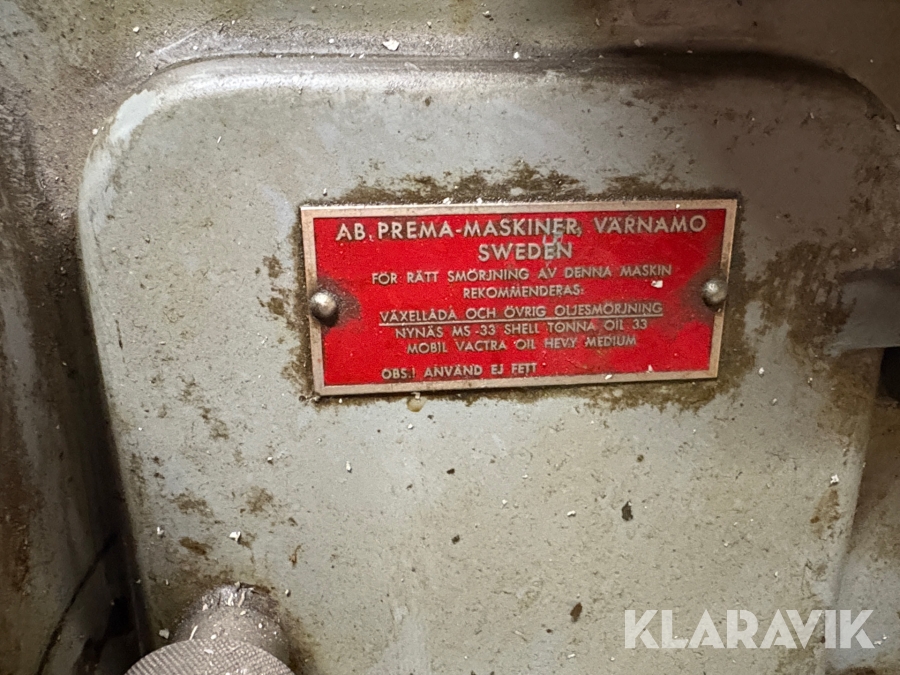 AB. PREMA-MASKINER, VÄRNAMO
SWEDEN
FÖR RÄTT SMÖRJNING AV DENNA MASKIN
REKOMMENDERAS:
VÄXELLÅDA OCH ÖVRIG OLJESMÖRJNING
NYNÄS MS-33 SHELL TONNA OIL 33
MOBIL VACTRA OIL HEVY MEDIUM
OBS.! ANVÄND EJ FETT
KLARAVIK